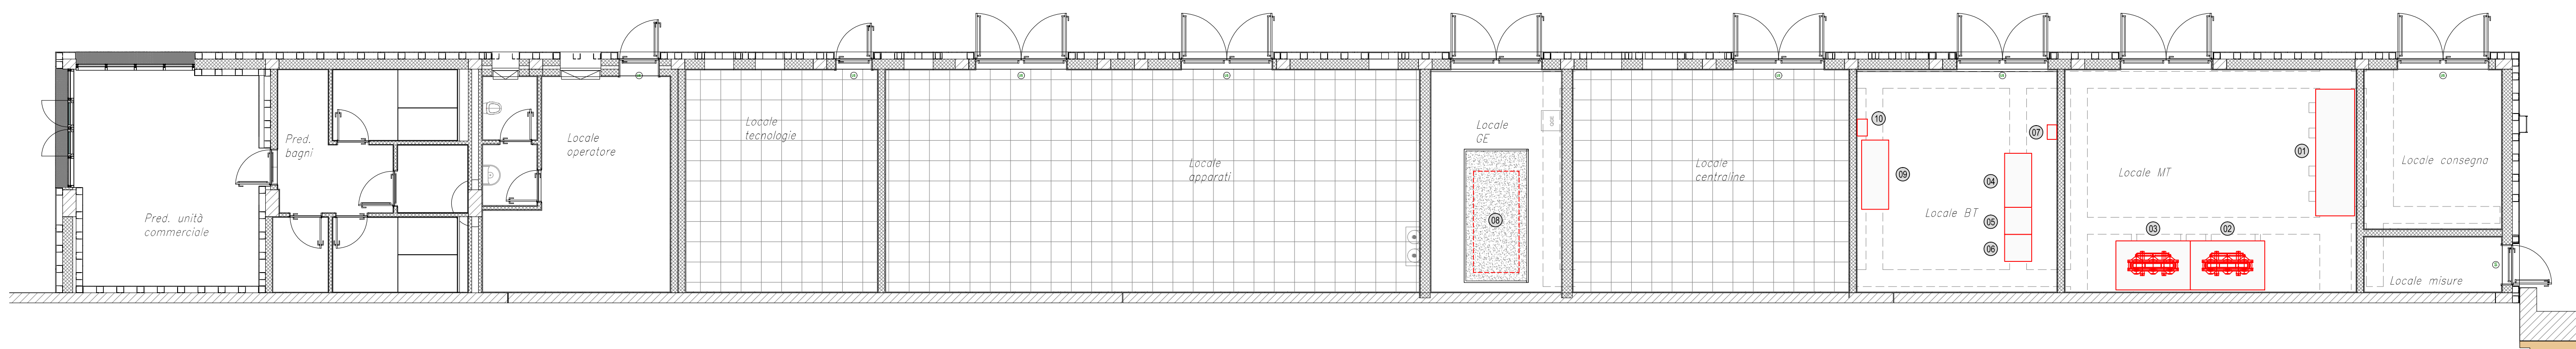 Pred. unità
commerciale
Pred.
bagni
Locale
operatore
Locale
tecnologie
Locale
apparati
Locale
GE
08
Locale
centraline
10
09
Locale BT
07
04
05
06
Locale MT
03
02
01
Locale consegna
Locale misure